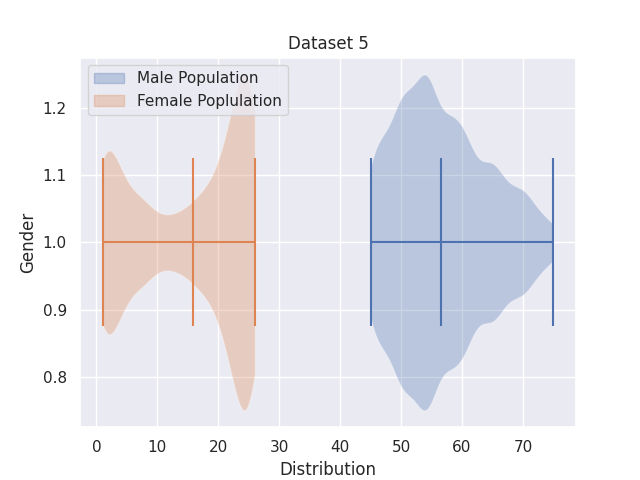 Dataset 5
Male Population
Female Poplulation
1.2
1.1
1.0
0.9
0.8
Gender
0 10 20 30 40 50 60 70
Distribution